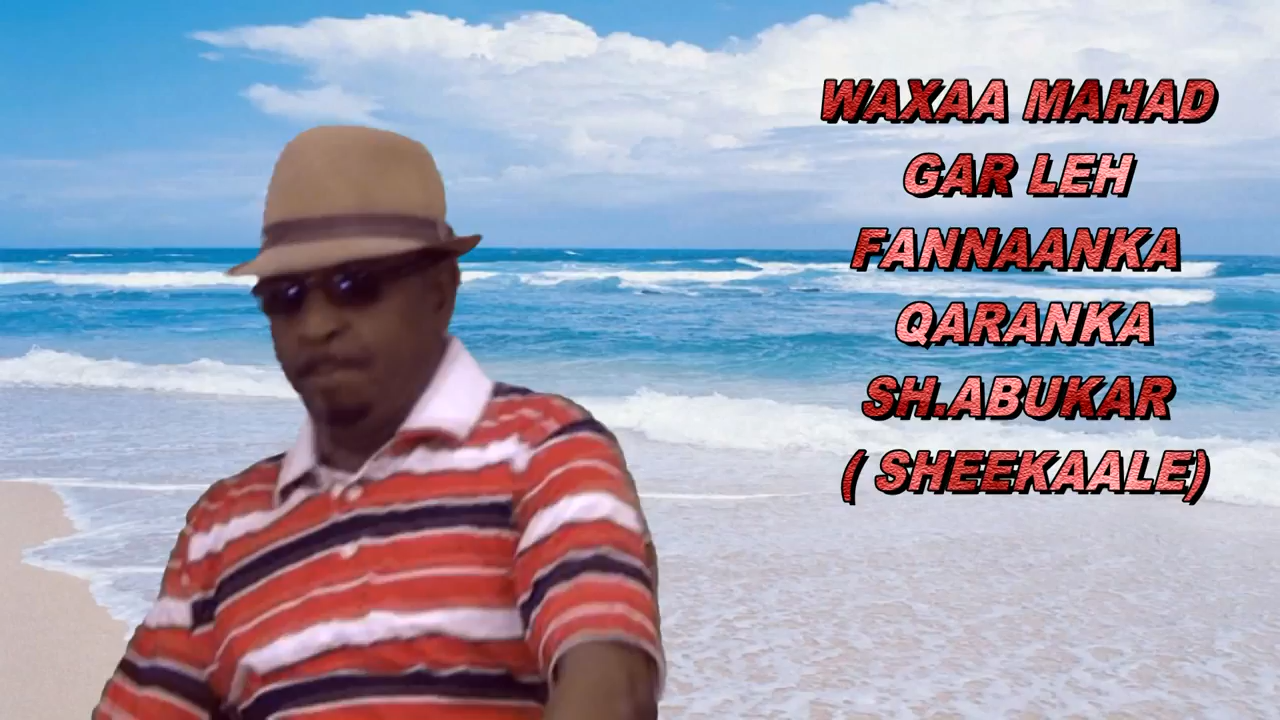 WAXAA MAHAD
GAR LEH
FANNAANKA
QARANKA
SH.ABUKAR
( SHEEKAALE)